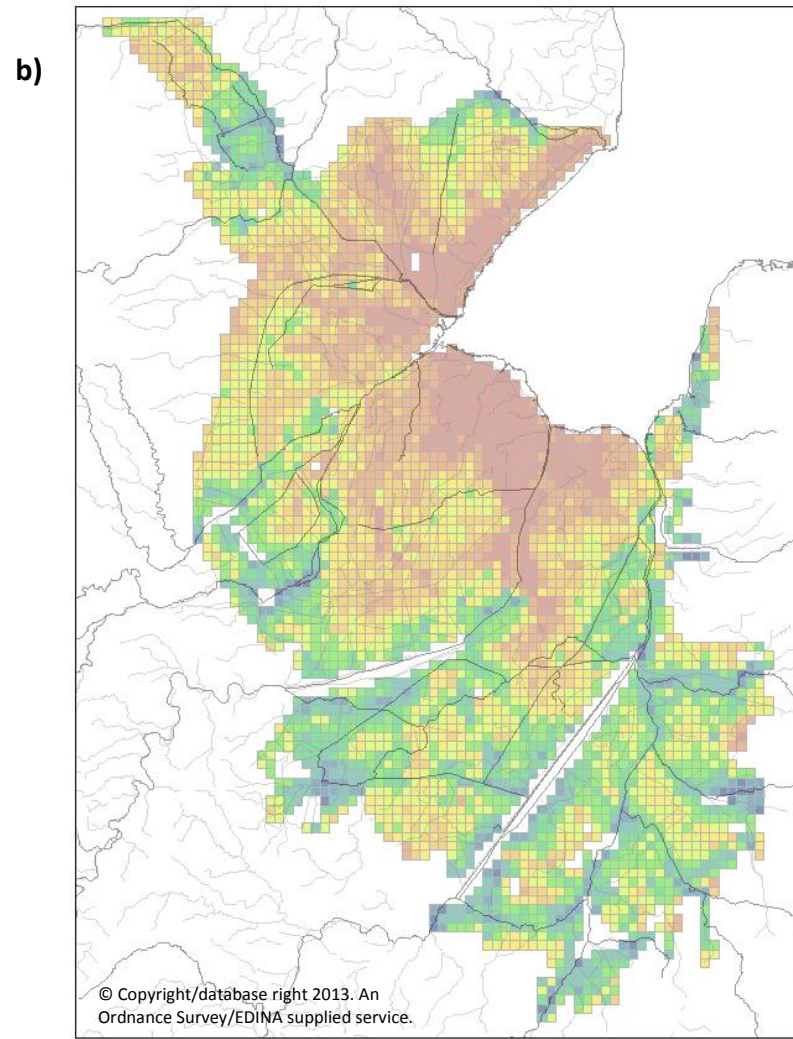 b)
© Copyright/database right 2013. An
Ordnance Survey/EDINA supplied service.